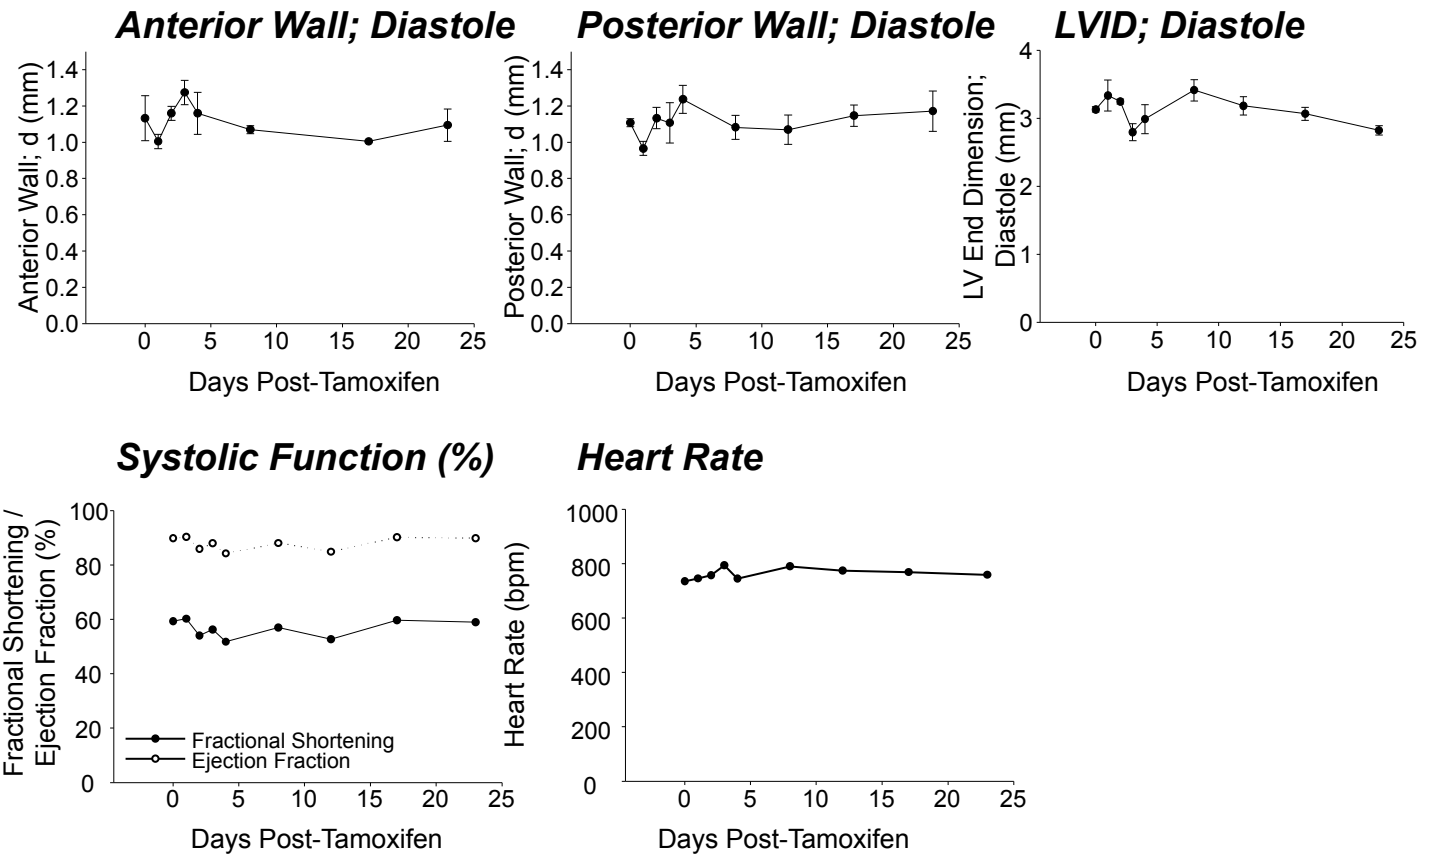 Anterior Wall; Diastole
Anterior Wall; d (mm)
1.4
1.2
1.0
0.8
0.6
0.4
0.2
0.0
0 5 10 15 20 25
Days Post-Tamoxifen
Posterior Wall; Diastole
Posterior Wall; d (mm)
1.4
1.2
1.0
0.8
0.6
0.4
0.2
0.0
0 5 10 15 20 25
Days Post-Tamoxifen
LVID; Diastole
LV End Dimension;
Diastole (mm)
4
3
2
1
0
0 5 10 15 20 25
Days Post-Tamoxifen
Systolic Function (%)
Fractional Shortening /
Ejection Fraction (%)
100
80
60
40
20
0
Fractional Shortening
Ejection Fraction
0 5 10 15 20 25
Days Post-Tamoxifen
Heart Rate
Heart Rate (bpm)
1000
800
600
400
200
0
0 5 10 15 20 25
Days Post-Tamoxifen